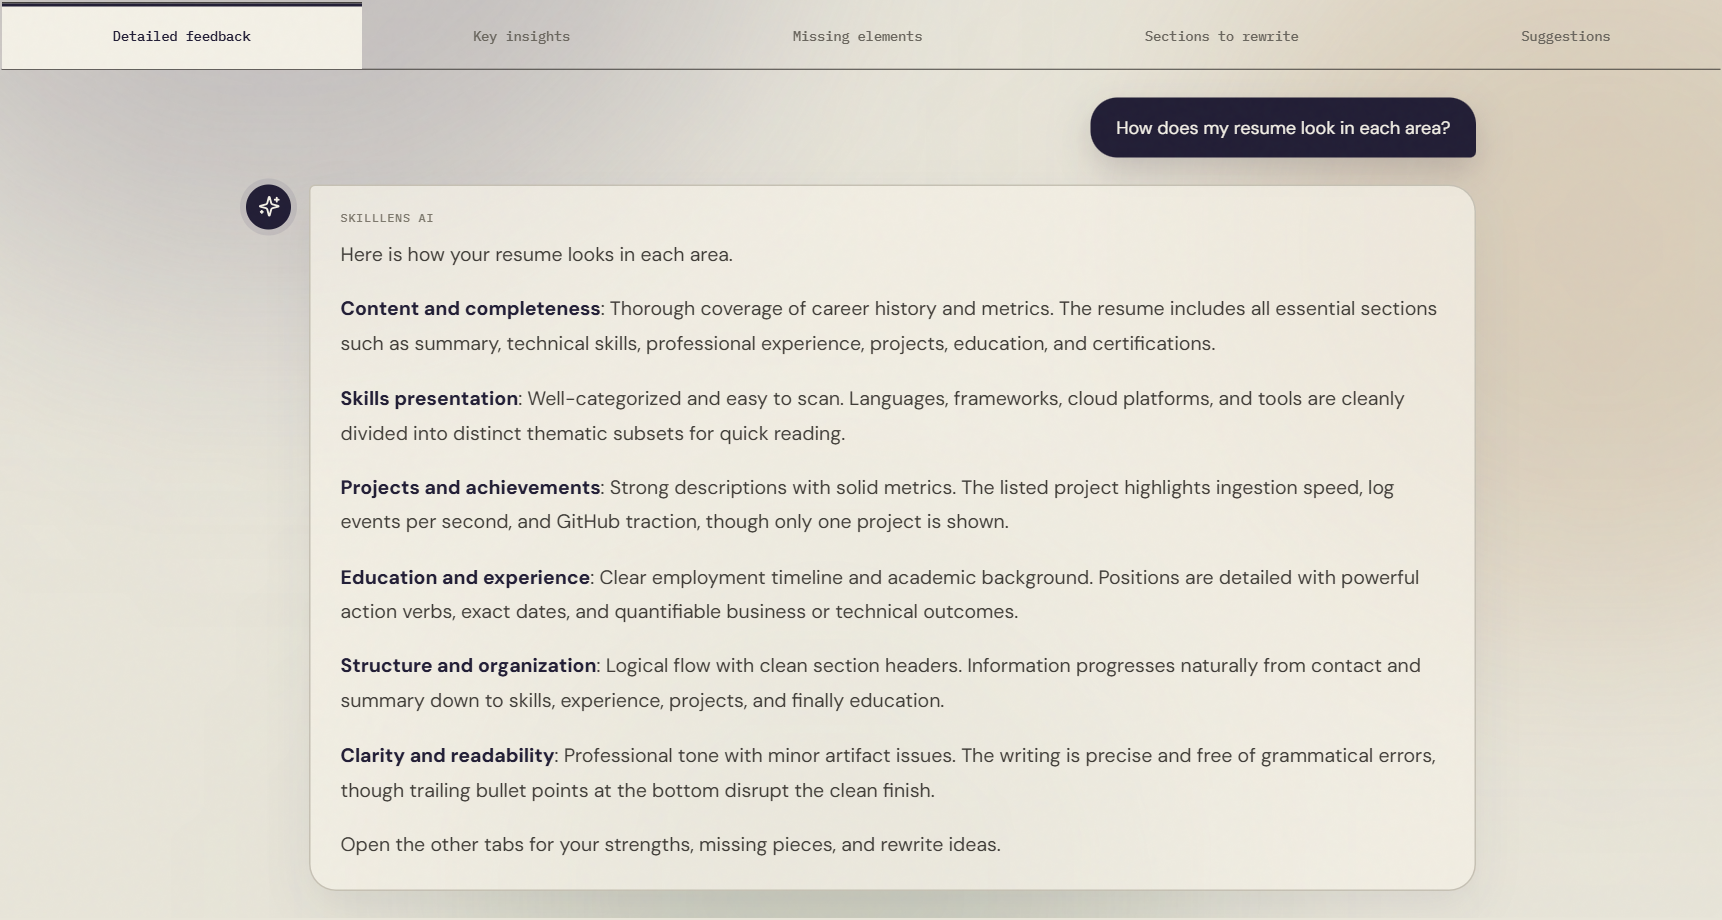 Detailed feedback
Key insights
Missing elements
Sections to rewrite
Suggestions
How does my resume look in each area?
SKILLLENS AI
Here is how your resume looks in each area.
Content and completeness: Thorough coverage of career history and metrics. The resume includes all essential sections
such as summary, technical skills, professional experience, projects, education, and certifications.
Skills presentation: Well-categorized and easy to scan. Languages, frameworks, cloud platforms, and tools are cleanly
divided into distinct thematic subsets for quick reading.
Projects and achievements: Strong descriptions with solid metrics. The listed project highlights ingestion speed, log
events per second, and GitHub traction, though only one project is shown.
Education and experience: Clear employment timeline and academic background. Positions are detailed with powerful
action verbs, exact dates, and quantifiable business or technical outcomes.
Structure and organization: Logical flow with clean section headers. Information progresses naturally from contact and
summary down to skills, experience, projects, and finally education.
Clarity and readability: Professional tone with minor artifact issues. The writing is precise and free of grammatical errors,
though trailing bullet points at the bottom disrupt the clean finish.
Open the other tabs for your strengths, missing pieces, and rewrite ideas.